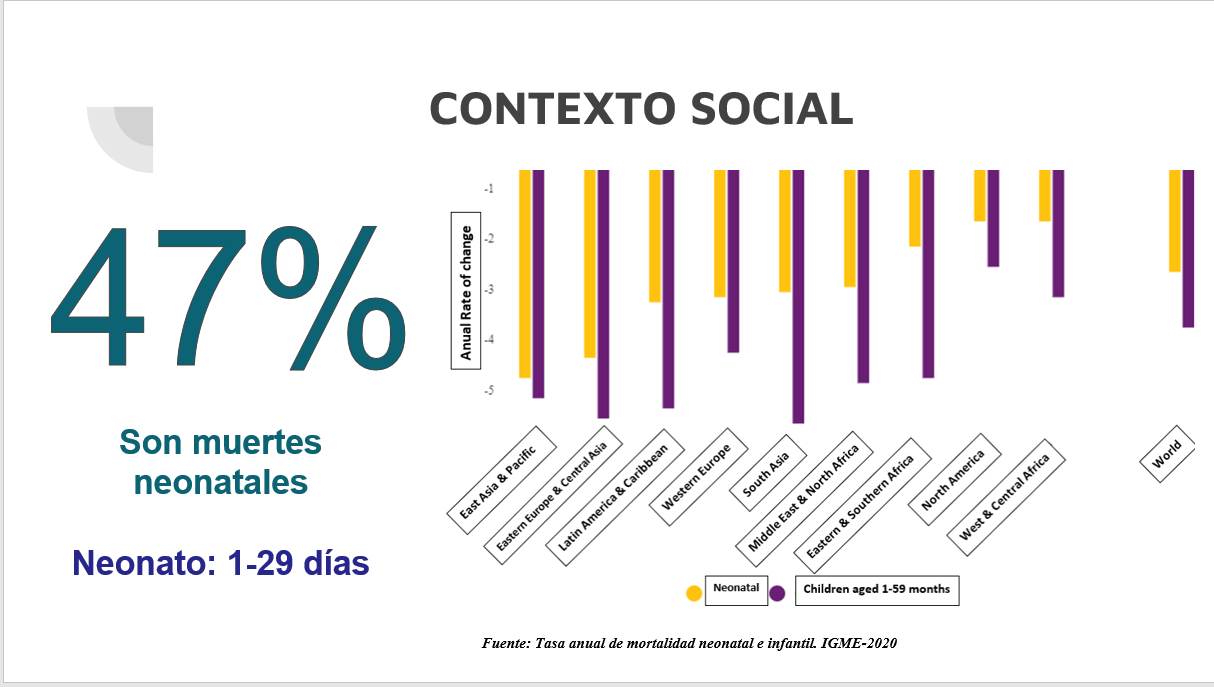 CONTEXTO SOCIAL
47%
Son muertes
neonatales
Neonato: 1-29 días
Anual Rate of change
-1
-2
-3
-4
-5
East Asia & Pacific
Eastern Europe & Central Asia
Latin America & Caribbean
Western Europe
South Asia
Middle East & North Africa
Eastern & Southern Africa
North America
West & Central Africa
World
Neonatal
Children aged 1-59 months
Fuente: Tasa anual de mortalidad neonatal e infantil. IGME-2020